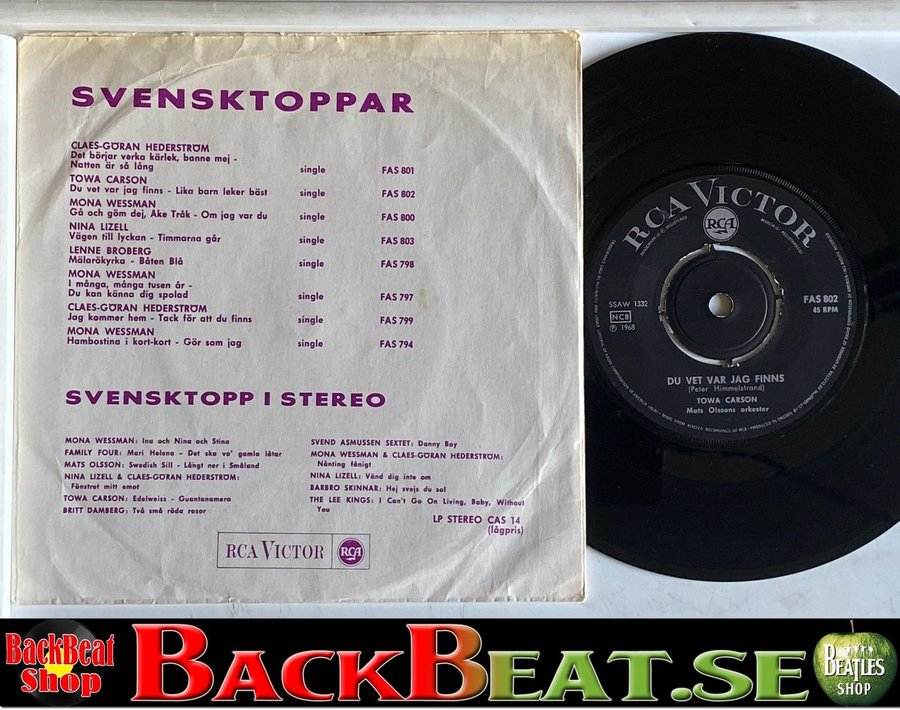 SVENSKTOPPAR
CLAES-GÖRAN HEDERSTRÖM
Det börjar verka kärlek, banne mej -
Natten är så lång single FAS 801
TOWA CARSON
Du vet var jag finns - Lika barn leker bäst single FAS 802
MONA WESSMAN
Gå och göm dej, Åke Tråk - Om jag var du single FAS 800
NINA LIZELL
Vägen till lyckan - Timmarna går single FAS 803
LENNE BROBERG
Mälarökyrka - Båten Blå single FAS 798
MONA WESSMAN
I många, många tusen år -
Du kan känna dig spolad single FAS 797
CLAES-GÖRAN HEDERSTRÖM
Jag kommer hem - Tack för att du finns single FAS 799
MONA WESSMAN
Hambostina i kort-kort - Gör som jag single FAS 794
SVENSKTOPP I STEREO
MONA WESSMAN: Ina och Nina och Stina
FAMILY FOUR: Mari Helena - Det ska va' gamla låtar
MATS OLSSON: Swedish Sill - Långt ner i Småland
NINA LIZELL & CLAES-GÖRAN HEDERSTRÖM:
Fönstret mitt emot
TOWA CARSON: Edelweiss - Guantanamera
BRITT DAMBERG: Två små röda rosor
SVEND ASMUSSEN SEXTET: Danny Boy
MONA WESSMAN & CLAES-GÖRAN HEDERSTRÖM:
Nånting fånigt
NINA LIZELL: Vänd dig inte om
BARBRO SKINNAR: Hej svejs du sol
THE LEE KINGS: I Can't Go On Living, Baby, Without
You
LP STEREO CAS 14
(lågpris)
RCA VICTOR RCA
RCA VICTOR
RCA
SSAW 1332
NCB
℗ 1968
FAS 802
45 RPM
DU VET VAR JAG FINNS
(Peter Himmelstrand)
TOWA CARSON
Mats Olssons orkester
BackBeat
Shop
BACKBEAT.SE
BEATLES
SHOP